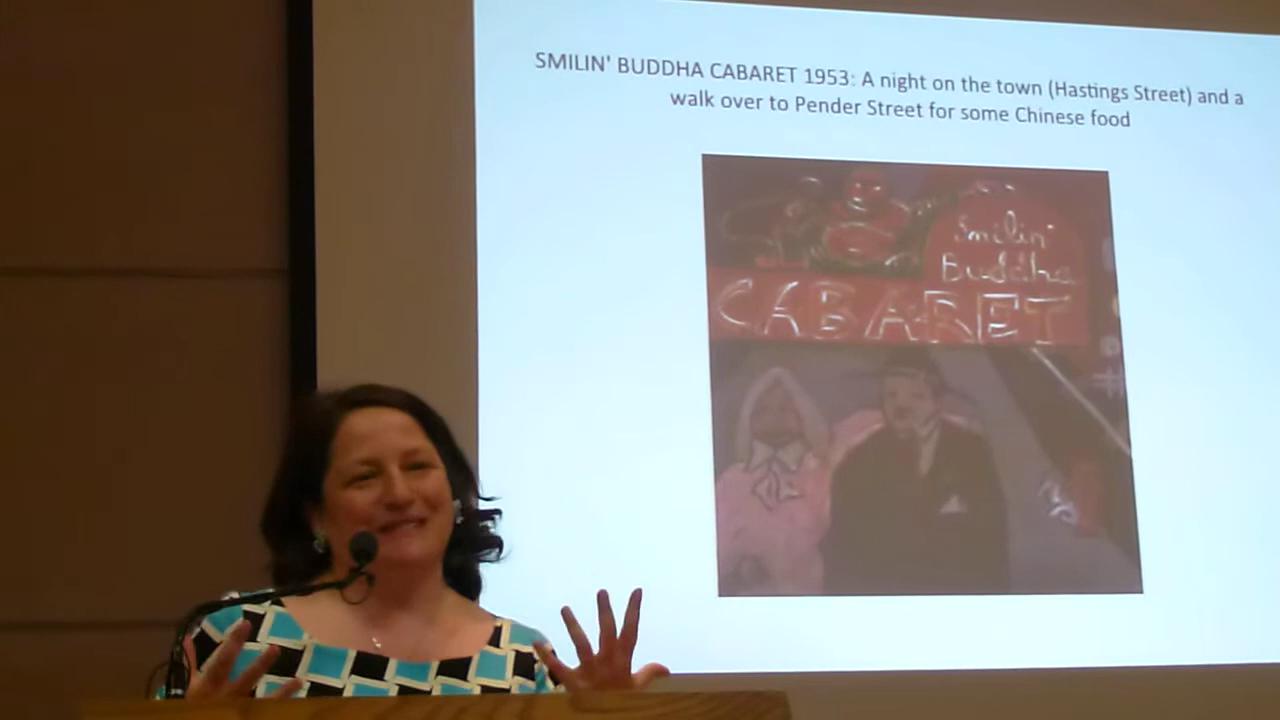 SMILIN' BUDDHA CABARET 1953: A night on the town (Hastings Street) and a
walk over to Pender Street for some Chinese food
Smilin'
Buddha
CABARET